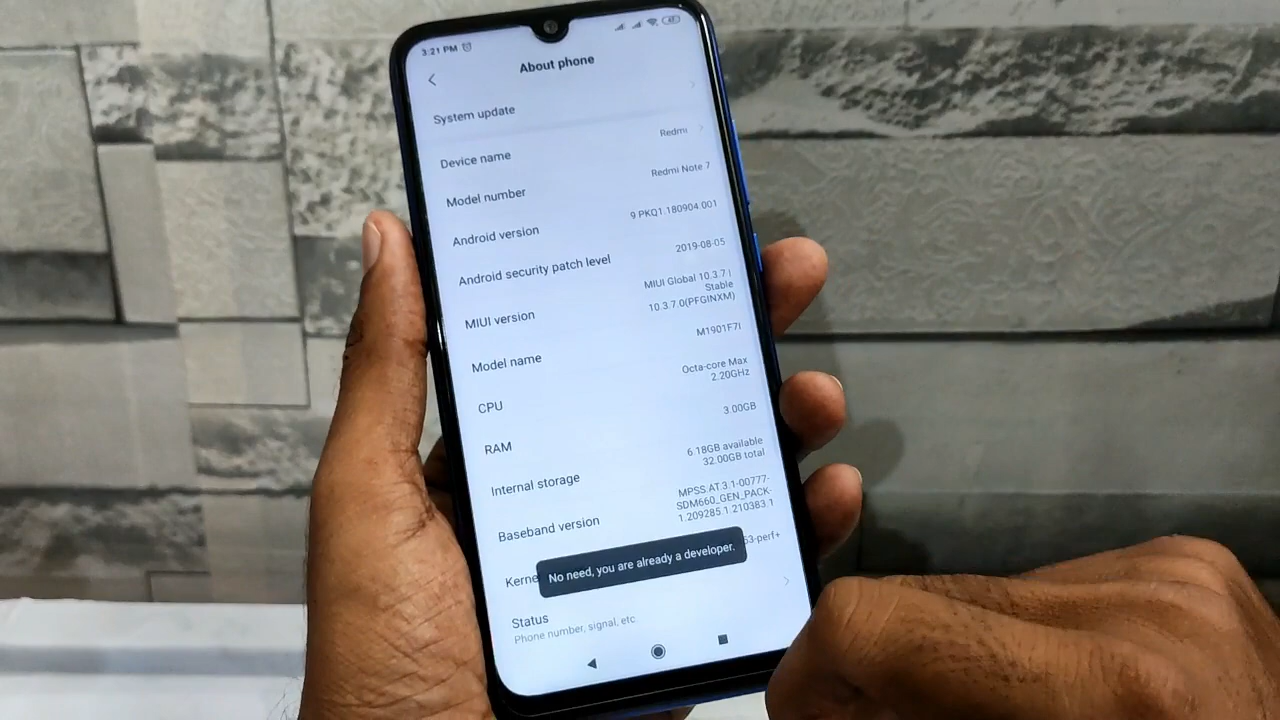 3:21 PM
About phone
System update
Device name
Redmi
Model number
Redmi Note 7
Android version
9 PKQ1.180904.001
Android security patch level
2019-08-05
MIUI version
MIUI Global 10.3.7 |
Stable
10.3.7.0(PFGINXM)
Model name
M1901F7I
CPU
Octa-core Max
2.20GHz
RAM
3.00GB
Internal storage
6.18GB available
32.00GB total
Baseband version
MPSS.AT.3.1-00777-
SDM660_GEN_PACK-
1.209285.1.210383.1
Kerne
53-perf+
No need, you are already a developer.
Status
Phone number, signal, etc.